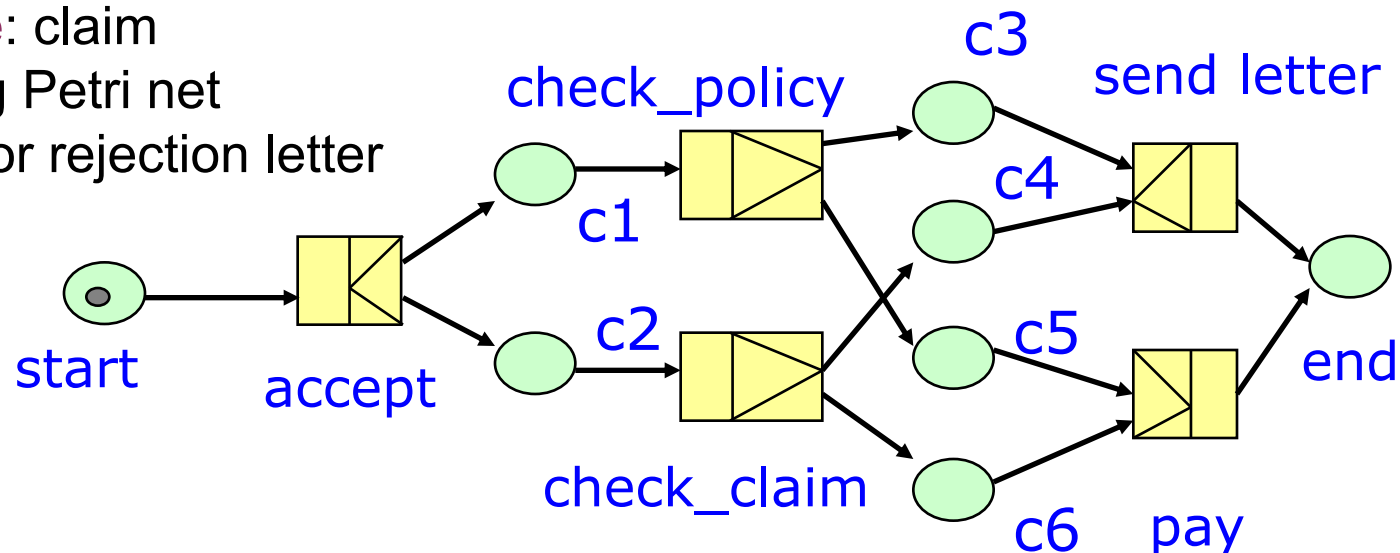 : claim
Petri net
or rejection letter
c3
send letter
check_policy
c4
c1
c2
c5
start
accept
end
check_claim
c6
pay